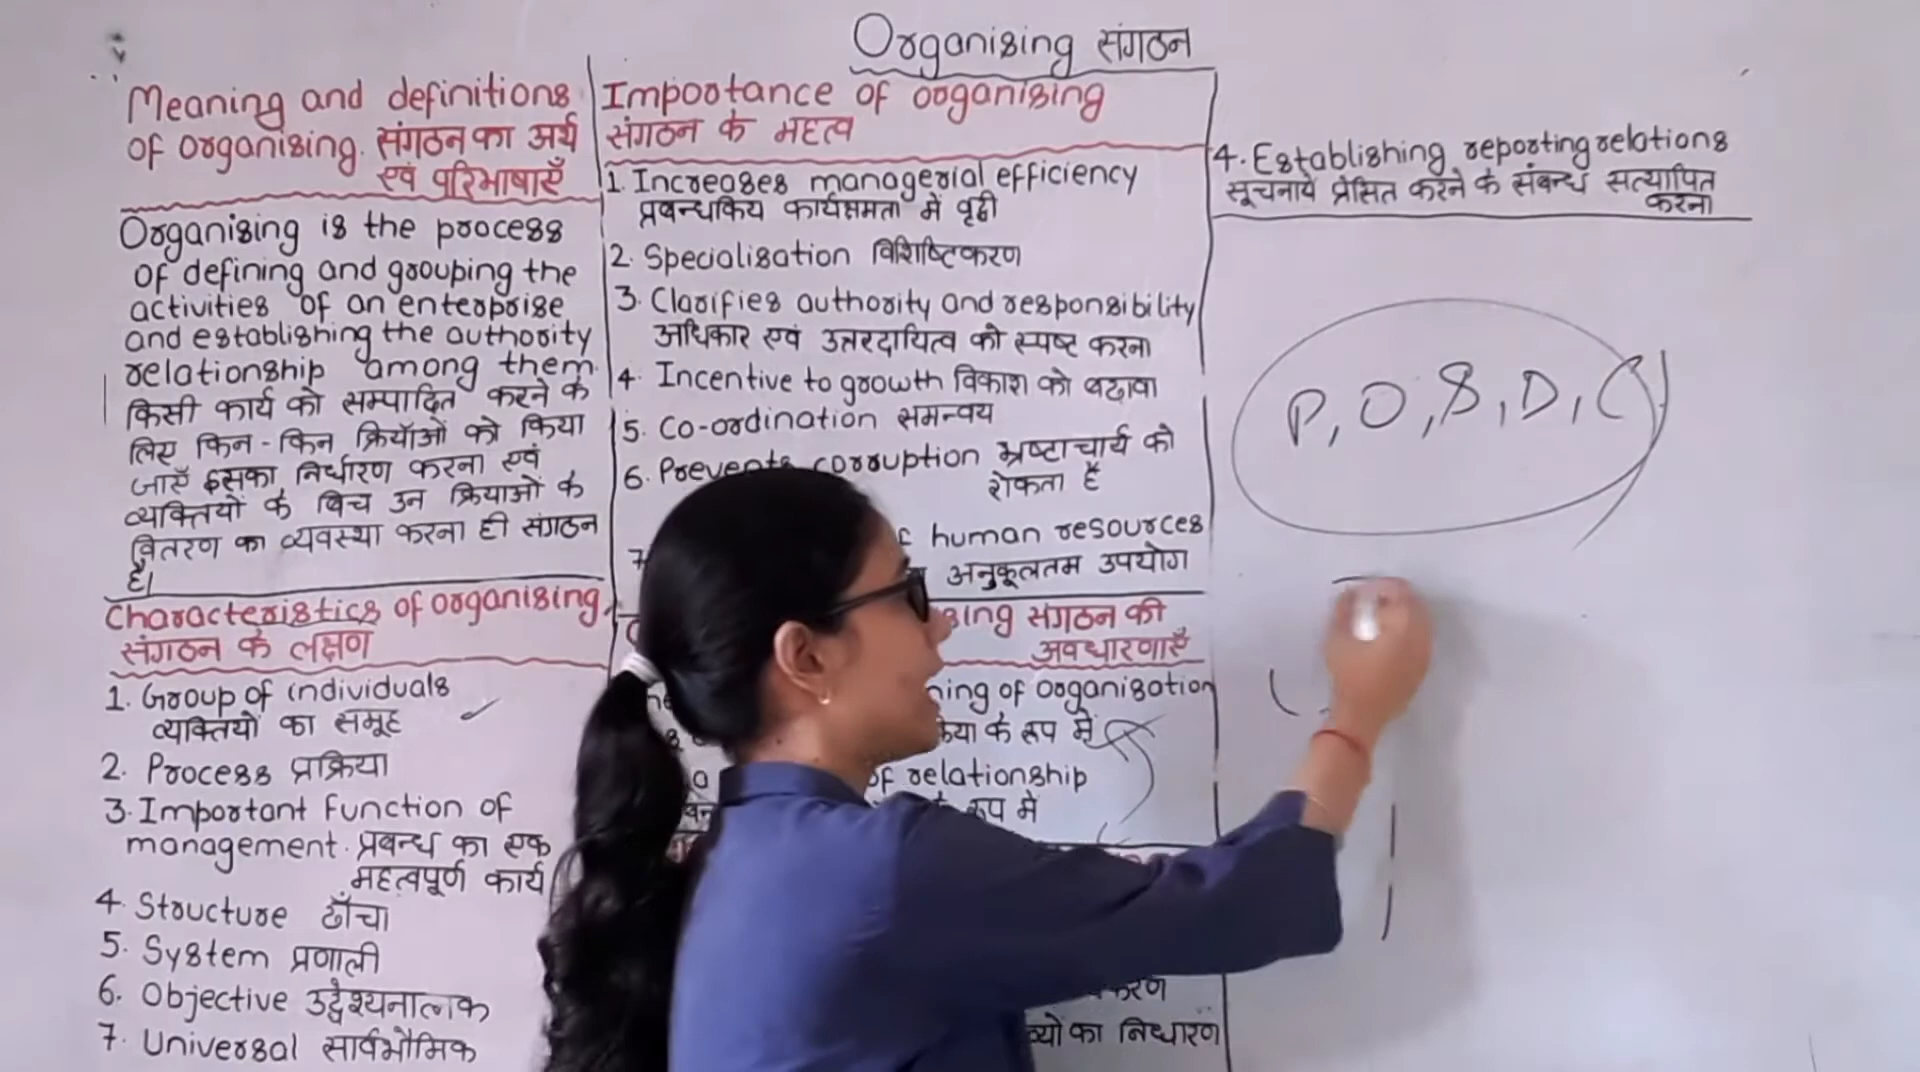 Organising संगठन
Meaning and definitions
of organising. संगठन का अर्थ
एवं परिभाषाएँ
Organising is the process
of defining and grouping the
activities of an enterprise
and establishing the authority
relationship among them.
किसी कार्य को सम्पादित करने के
लिए किन-किन क्रियाओं को किया
जाएँ इसका निर्धारण करना एवं
व्यक्तियों के बिच उन क्रियाओं के
वितरण का व्यवस्था करना ही संगठन
है।
Characteristics of organising
संगठन के लक्षण
1. Group of individuals
व्यक्तियों का समूह
2. Process प्रक्रिया
3. Important function of
management. प्रबन्ध का एक
महत्वपूर्ण कार्य
4. Structure ढाँचा
5. System प्रणाली
6. Objective उद्देश्यनात्मक
7. Universal सार्वभौमिक
Importance of organising
संगठन के महत्व
1. Increases managerial efficiency
प्रबन्धकिय कार्यक्षमता में वृद्दी
2. Specialisation विशिष्टिकरण
3. Clarifies authority and responsibility
अधिकार एवं उत्तरदायित्व को स्पष्ट करना
4. Incentive to growth विकाश को बढ़ावा
5. Co-ordination समन्वय
6. Prevents corruption भ्रष्टाचार्य को
रोकता हैं
7 human resources
अनुकूलतम उपयोग
संगठन की
अवधारणाएँ
of organisation
के रूप में
of relationship
रूप में
का निर्धारण
4. Establishing reporting relations
सूचनाये प्रेसित करने के संबन्ध सत्यापित
करना
P, O, S, D, C